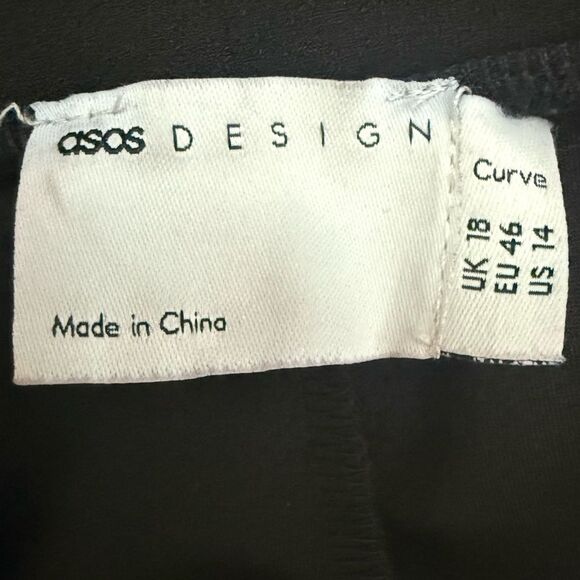 asos DESIGN
Made in China
Curve
UK 18
EU 46
US 14